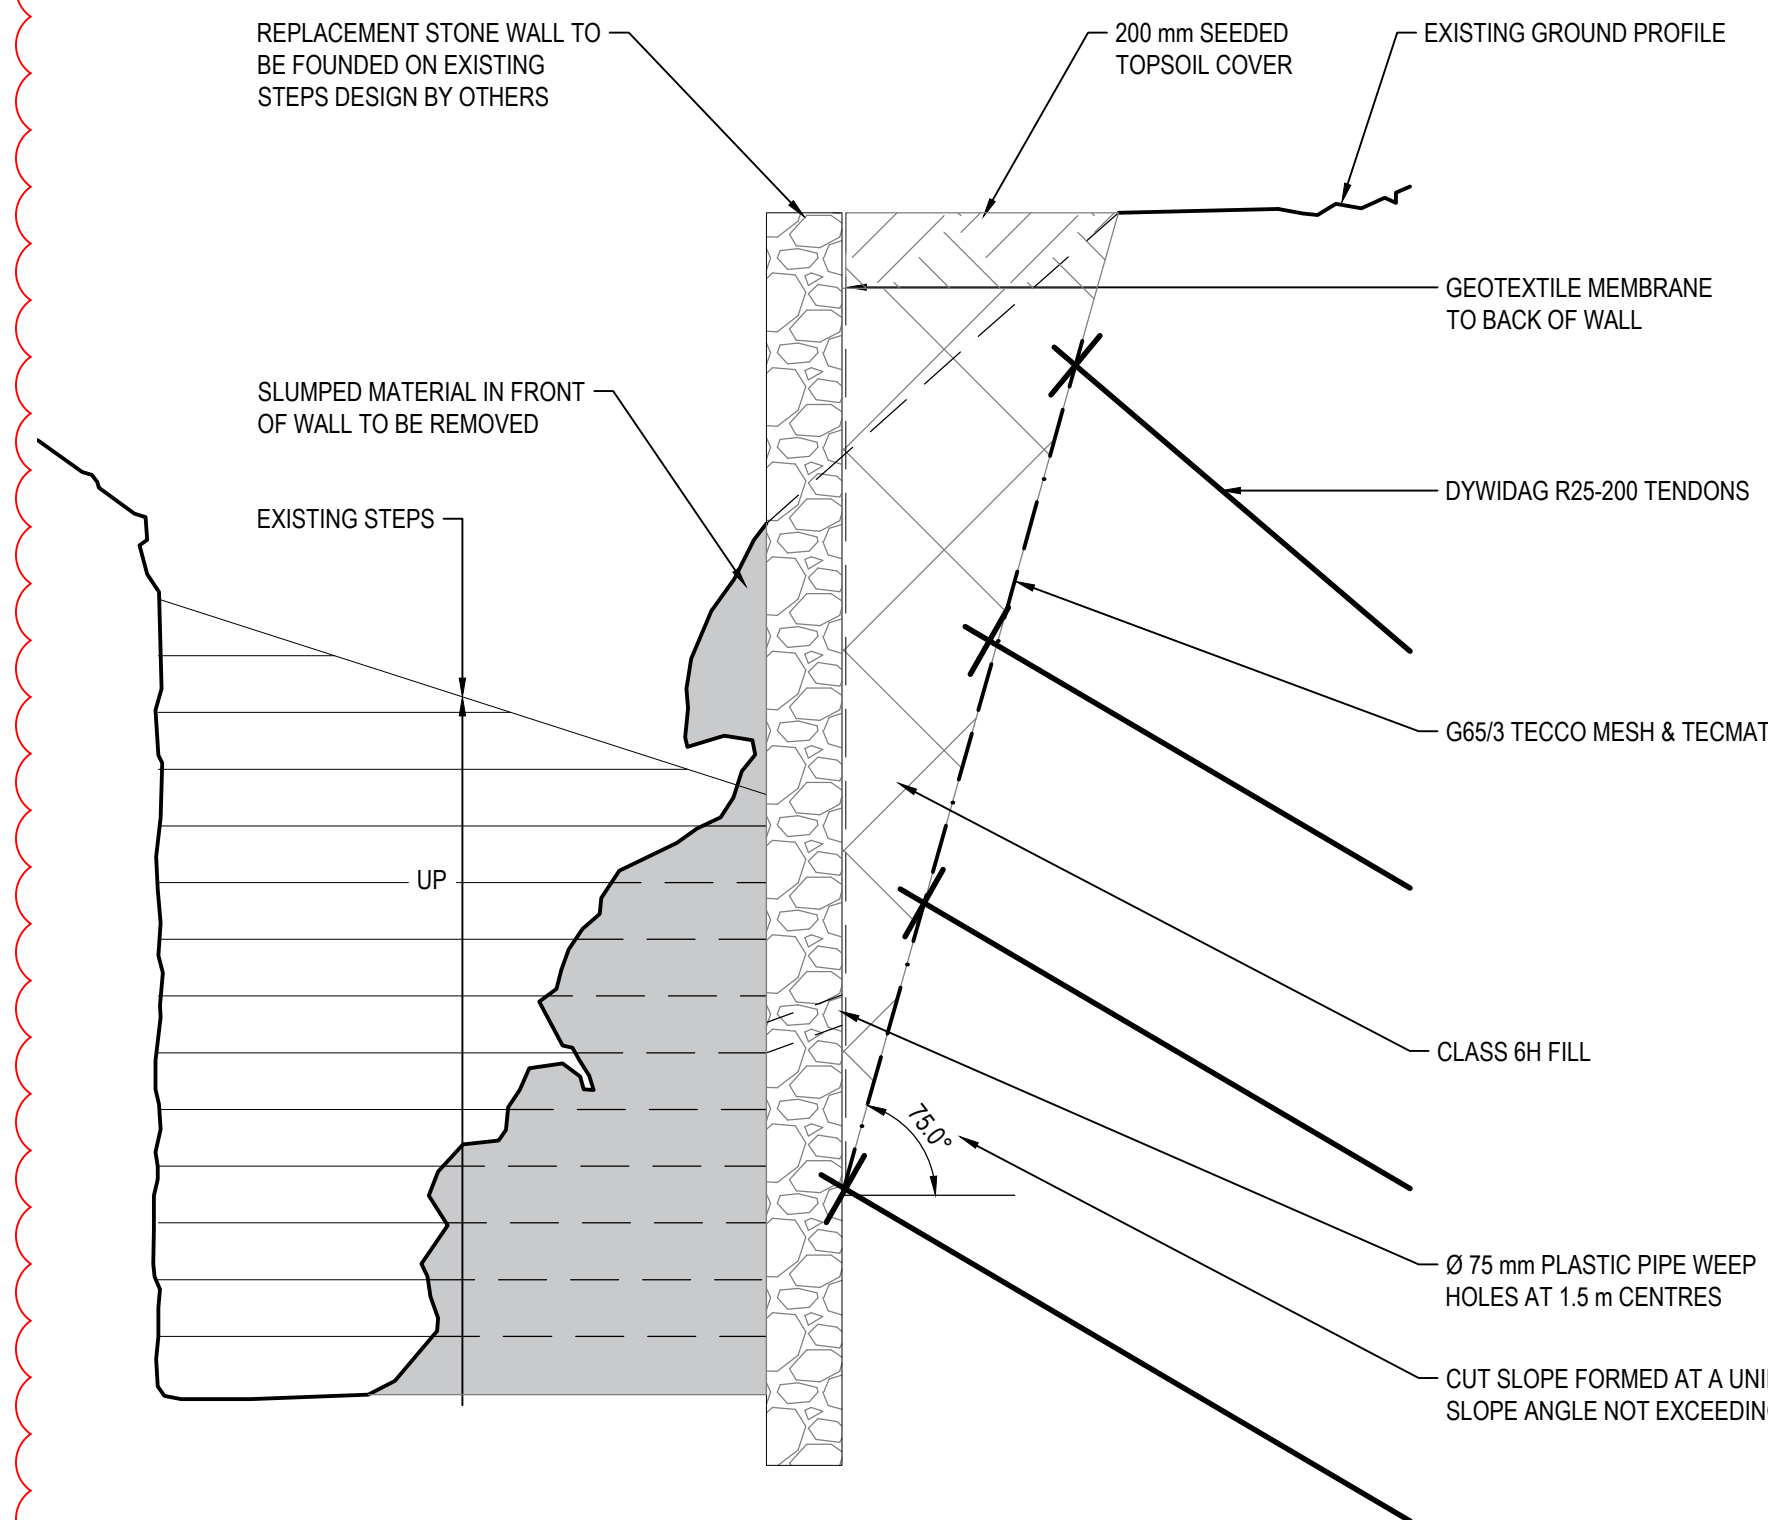 REPLACEMENT STONE WALL TO
BE FOUNDED ON EXISTING
STEPS DESIGN BY OTHERS
200 mm SEEDED
TOPSOIL COVER
EXISTING GROUND PROFILE
GEOTEXTILE MEMBRANE
TO BACK OF WALL
SLUMPED MATERIAL IN FRONT
OF WALL TO BE REMOVED
DYWIDAG R25-200 TENDONS
EXISTING STEPS
G65/3 TECCO MESH & TECMAT
UP
CLASS 6H FILL
75.0°
Ø 75 mm PLASTIC PIPE WEEP
HOLES AT 1.5 m CENTRES
CUT SLOPE FORMED AT A
SLOPE ANGLE NOT